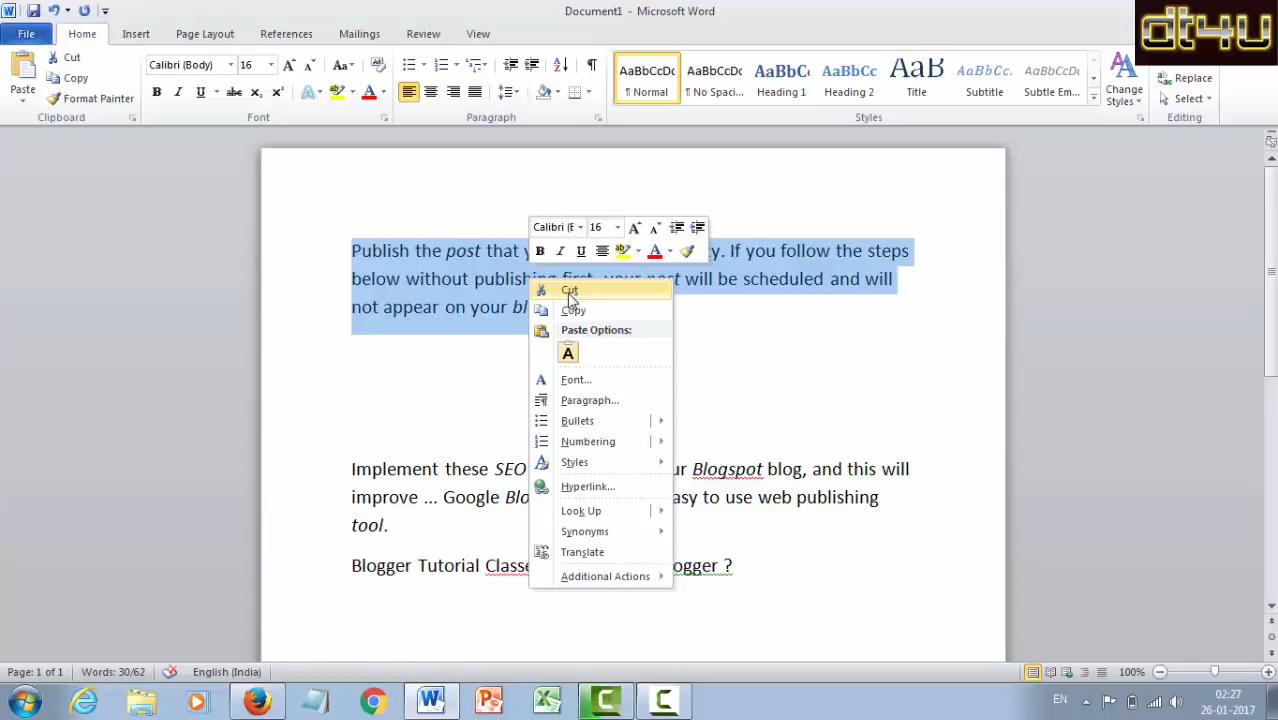 Document1 - Microsoft Word
dt4u
File Home Insert Page Layout References Mailings Review View
Cut
Copy
Format Painter
Paste
Clipboard
Calibri (Body) 16
Font
Paragraph
AaBbCcDc AaBbCcDc AaBbC AaBbCc AaB AaBbCc. AaBbCcDc
¶ Normal ¶ No Spaci... Heading 1 Heading 2 Title Subtitle Subtle Em...
Change
Styles
Styles
Replace
Select
Editing
Calibri (E 16
Publish the post that y. If you follow the steps
below without publishing first, your post will be scheduled and will
not appear on your bl
Cut
Copy
Paste Options:
Font...
Paragraph...
Bullets
Numbering
Styles
Hyperlink...
Look Up
Synonyms
Translate
Additional Actions
Implement these SEO ur Blogspot blog, and this will
improve ... Google Blo asy to use web publishing
tool.
Blogger Tutorial Classe ogger ?
Page: 1 of 1 Words: 30/62 English (India) 100%
EN 02:27
26-01-2017